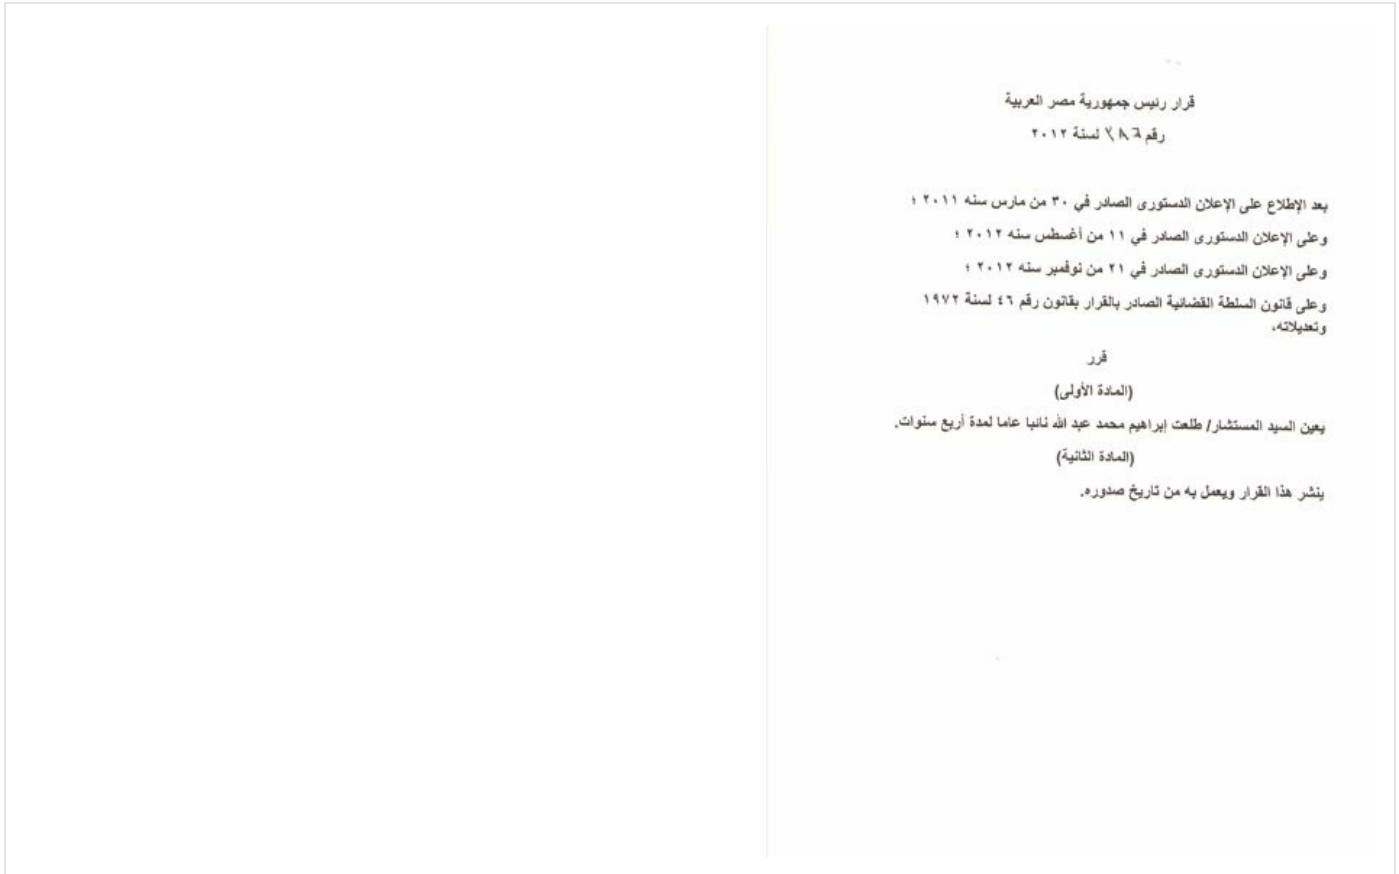 قرار رئيس جمهورية مصر العربية
رقم ٣٨٦ لسنة ٢٠١٢
بعد الإطلاع على الإعلان الدستورى الصادر في ٣٠ من مارس سنه ٢٠١١ ؛
وعلى الإعلان الدستورى الصادر في ١١ من أغسطس سنه ٢٠١٢ ؛
وعلى الإعلان الدستورى الصادر في ٢١ من نوفمبر سنه ٢٠١٢ ؛
وعلى قانون السلطة القضائية الصادر بالقرار بقانون رقم ٤٦ لسنة ١٩٧٢
وتعديلاته،
قرر
(المادة الأولى)
يعين السيد المستشار/ طلعت إبراهيم محمد عبد الله نائبا عاما لمدة أربع سنوات.
(المادة الثانية)
ينشر هذا القرار ويعمل به من تاريخ صدوره.